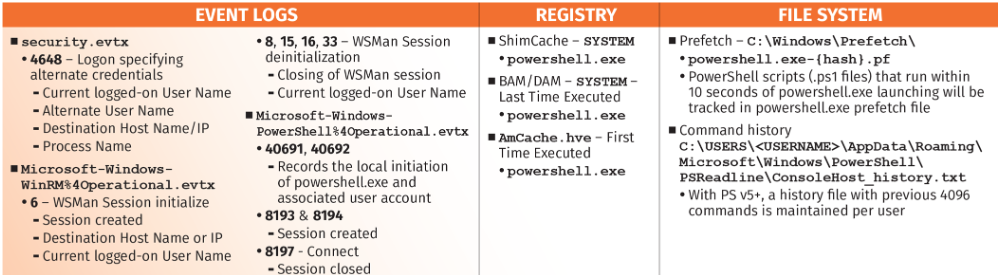 EVENT LOGS
■ security.evtx
• 4648 – Logon specifying
alternate credentials
- Current logged-on User Name
- Alternate User Name
- Destination Host Name/IP
- Process Name
■ Microsoft-Windows-
WinRM%4Operational.evtx
• 6 – WSMan Session initialize
- Session created
- Destination Host Name or IP
- Current logged-on User Name
• 8, 15, 16, 33 – WSMan Session
deinitialization
- Closing of WSMan session
- Current logged-on User Name
■ Microsoft-Windows-
PowerShell%4Operational.evtx
• 40691, 40692
- Records the local initiation
of powershell.exe and
associated user account
• 8193 & 8194
- Session created
• 8197 - Connect
- Session closed
REGISTRY
■ ShimCache – SYSTEM
• powershell.exe
■ BAM/DAM – SYSTEM –
Last Time Executed
• powershell.exe
■ AmCache.hve – First
Time Executed
• powershell.exe
FILE SYSTEM
■ Prefetch – C:\Windows\Prefetch\
• powershell.exe-{hash}.pf
• PowerShell scripts (.ps1 files) that run within
10 seconds of powershell.exe launching will be
tracked in powershell.exe prefetch file
■ Command history
C:\USERS\<USERNAME>\AppData\Roaming\
Microsoft\Windows\PowerShell\
PSReadline\ConsoleHost_history.txt
• With PS v5+, a history file with previous 4096
commands is maintained per user